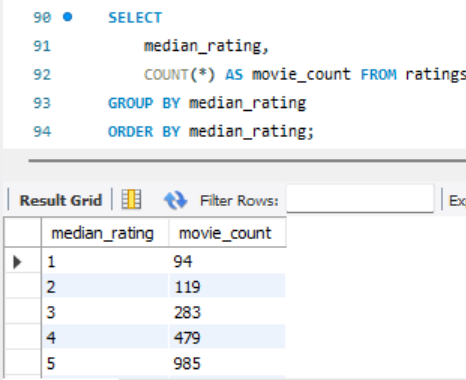 90 SELECT
91 median_rating,
92 COUNT(*) AS movie_count FROM ratings
93 GROUP BY median_rating
94 ORDER BY median_rating;
Result Grid Filter Rows: Ex
median_rating movie_count
1 94
2 119
3 283
4 479
5 985